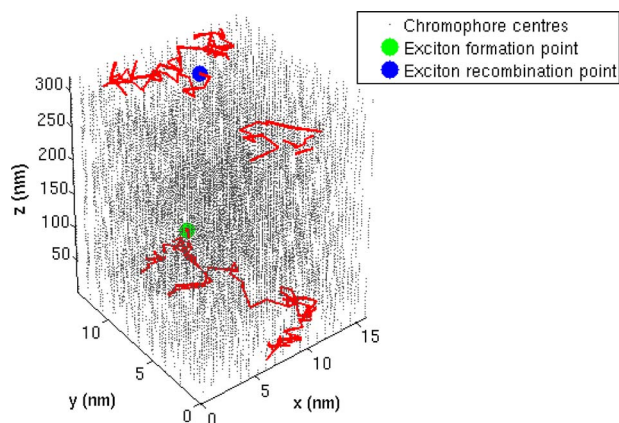 Chromophore centres
Exciton formation point
Exciton recombination point
300
250
200
150
100
50
z (nm)
10
5
0
y (nm)
0
5
10
15
x (nm)